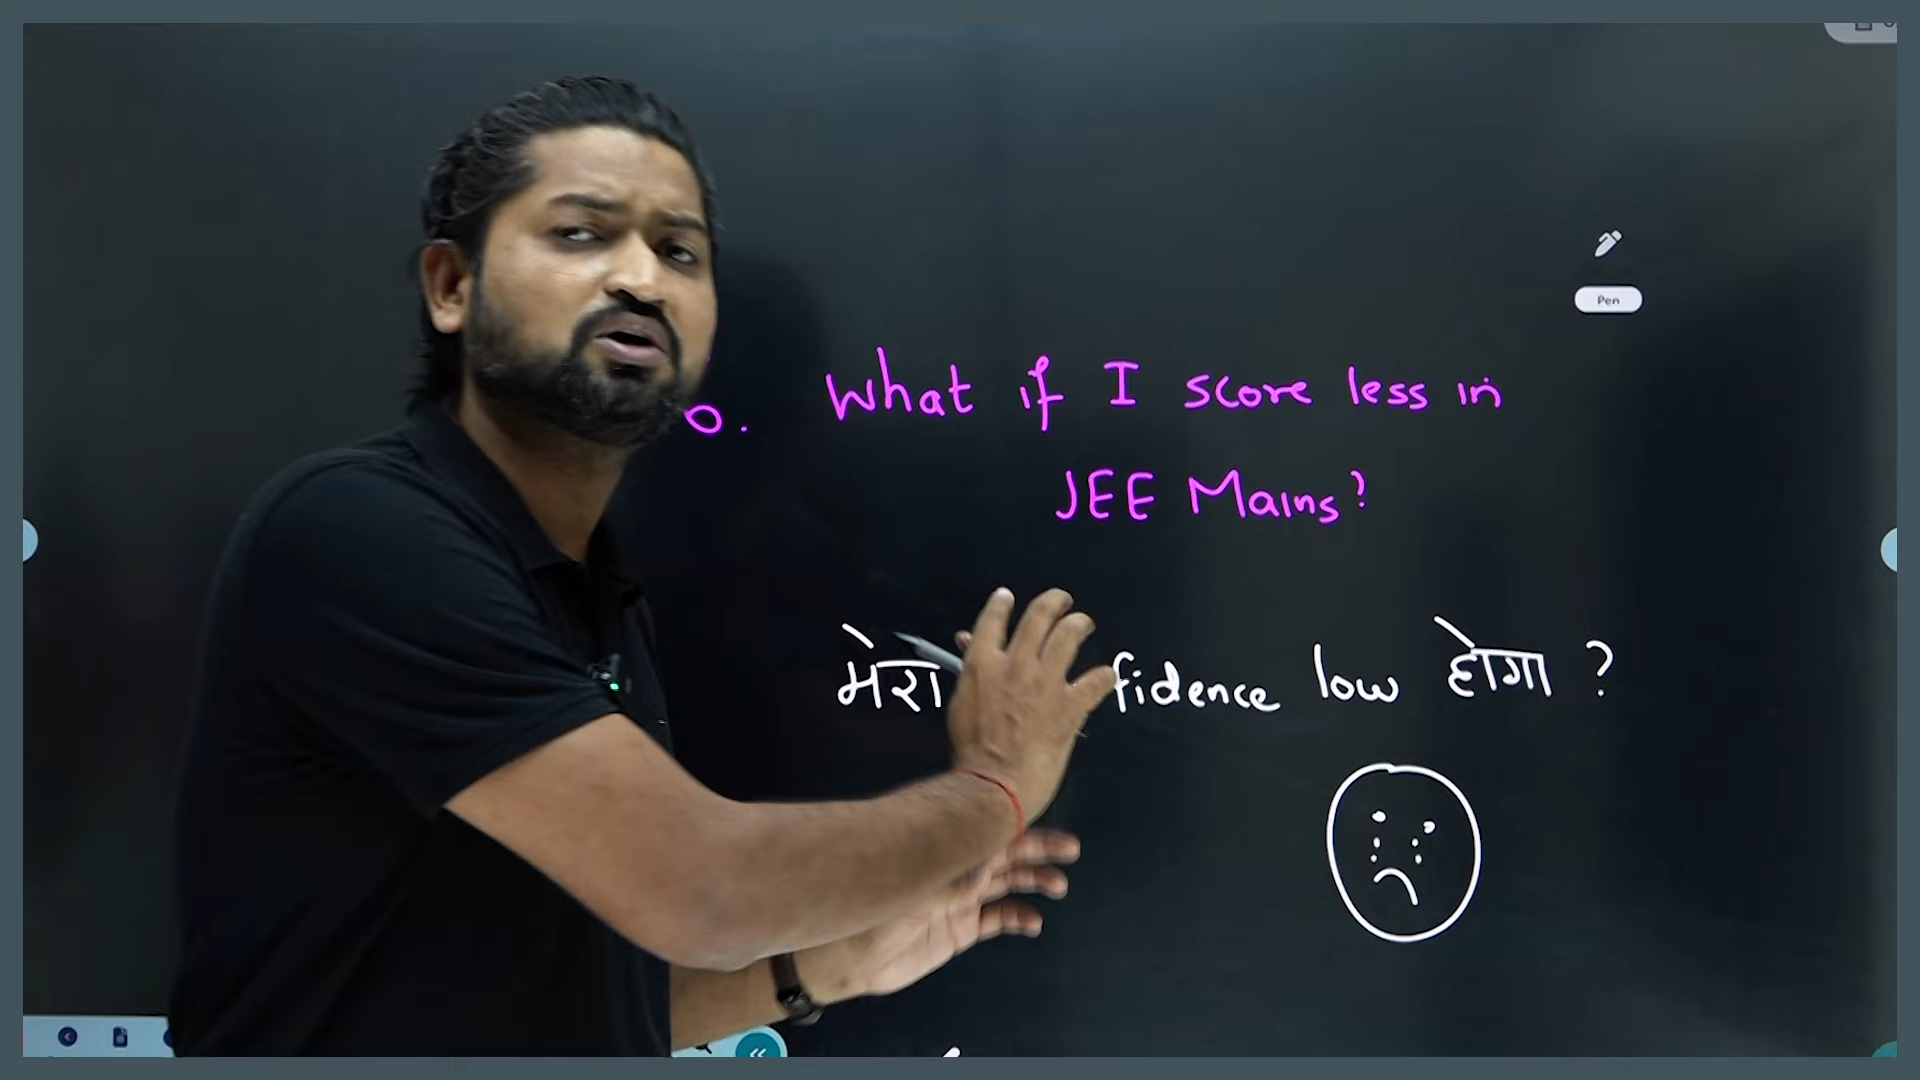 Pen
0. What if I score less in
JEE Mains?
मेरा fidence low होगा ?